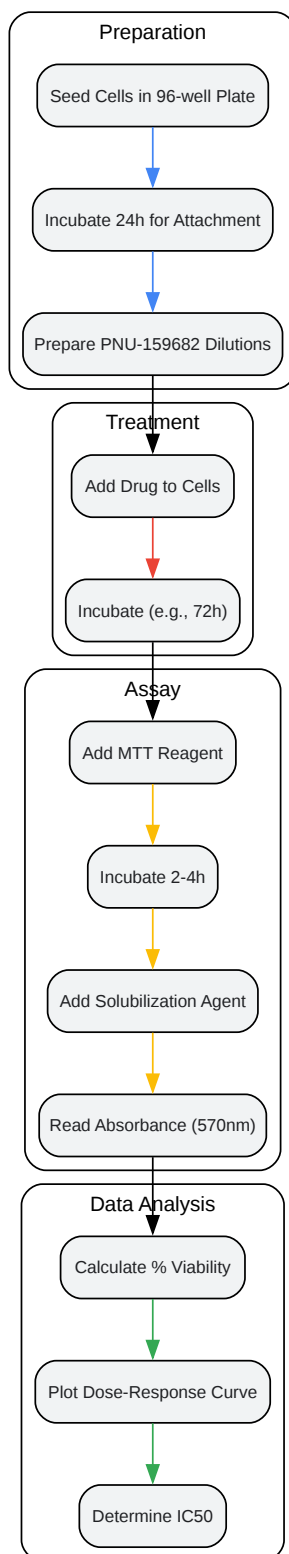 Preparation
Seed Cells in 96-well Plate
Incubate 24h for Attachment
Prepare PNU-159682 Dilutions
Treatment
Add Drug to Cells
Incubate (e.g., 72h)
Assay
Add MTT Reagent
Incubate 2-4h
Add Solubilization Agent
Read Absorbance (570nm)
Data Analysis
Calculate % Viability
Plot Dose-Response Curve
Determine IC50